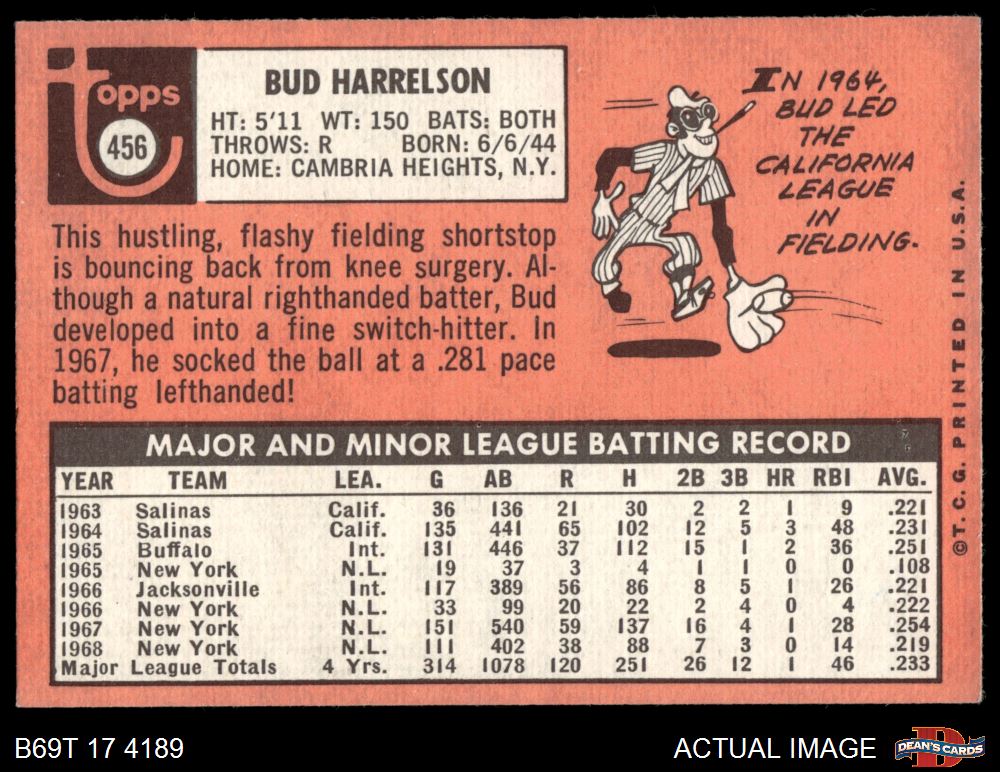 Topps
456
BUD HARRELSON
HT: 5'11 WT: 150 BATS: BOTH
THROWS: R BORN: 6/6/44
HOME: CAMBRIA HEIGHTS, N.Y.
This hustling, flashy fielding shortstop
is bouncing back from knee surgery. Al-
though a natural righthanded batter, Bud
developed into a fine switch-hitter. In
1967, he socked the ball at a .281 pace
batting lefthanded!
IN 1964,
BUD LED
THE
CALIFORNIA
LEAGUE
IN
FIELDING.
©T.C.G. PRINTED IN U.S.A.
MAJOR AND MINOR LEAGUE BATTING RECORD
YEAR TEAM LEA. G AB R H 2B 3B HR RBI AVG.
1963 Salinas Calif. 36 136 21 30 2 2 1 9 .221
1964 Salinas Calif. 135 441 65 102 12 5 3 48 .231
1965 Buffalo Int. 131 446 37 112 15 1 2 36 .251
1965 New York N.L. 19 37 3 4 1 1 0 0 .108
1966 Jacksonville Int. 117 389 56 86 8 5 1 26 .221
1966 New York N.L. 33 99 20 22 2 4 0 4 .222
1967 New York N.L. 151 540 59 137 16 4 1 28 .254
1968 New York N.L. 111 402 38 88 7 3 0 14 .219
Major League Totals 4 Yrs. 314 1078 120 251 26 12 1 46 .233
B69T 17 4189
ACTUAL IMAGE
D
DEAN'S CARDS